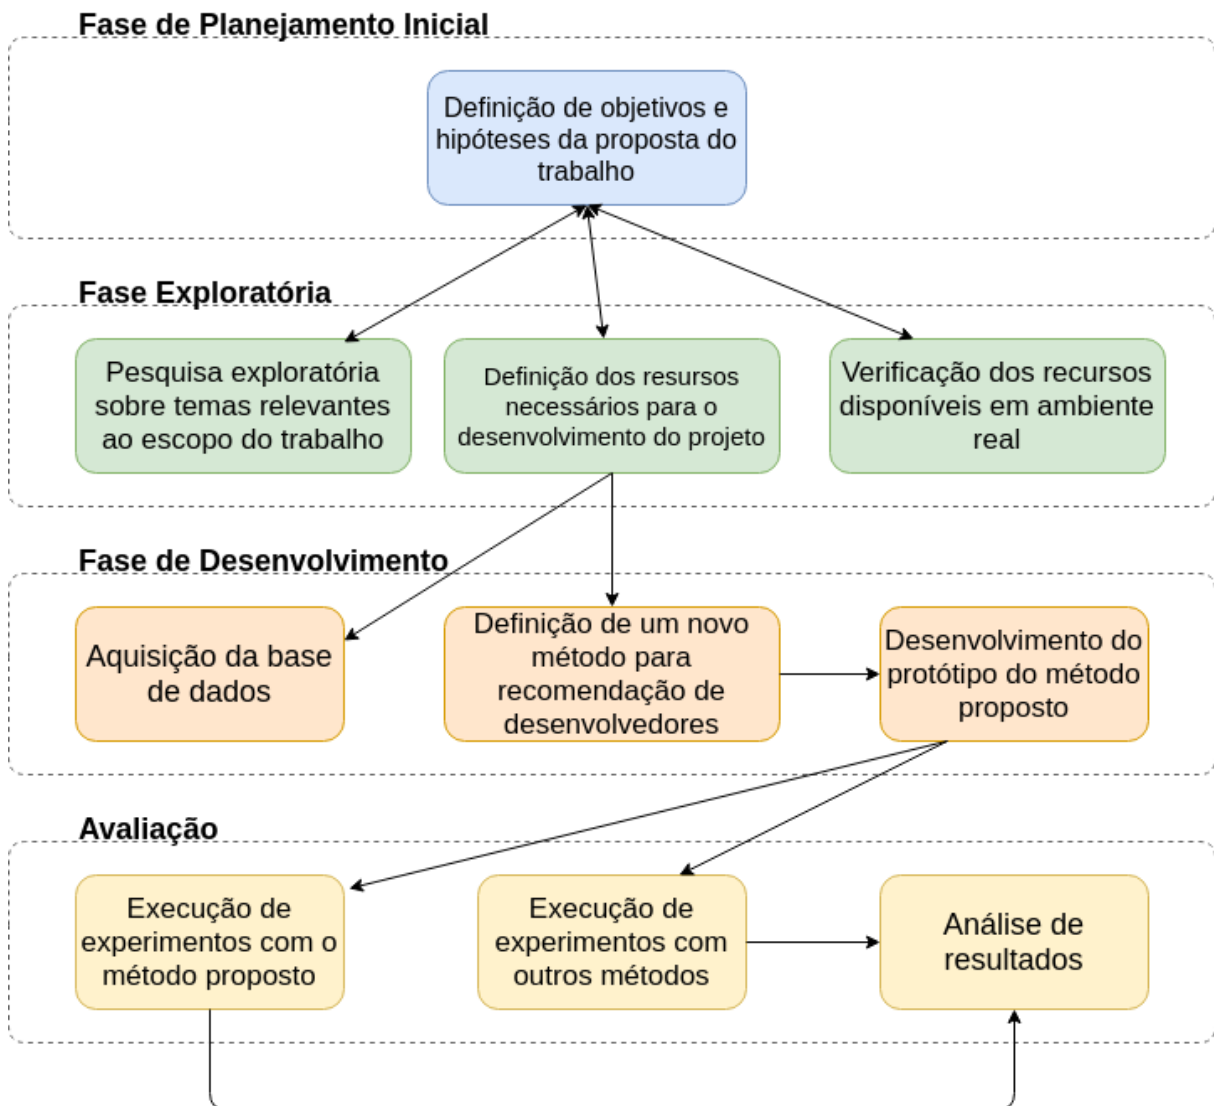 Fase de Planejamento Inicial
Definição de objetivos e
hipóteses da proposta do
trabalho
Fase Exploratória
Pesquisa exploratória
sobre temas relevantes
ao escopo do trabalho
Definição dos resursos
necessários para o
desenvolvimento do projeto
Verificação dos recursos
disponíveis em ambiente
real
Fase de Desenvolvimento
Aquisição da base
de dados
Definição de um novo
método para
recomendação de
desenvolvedores
Desenvolvimento do
protótipo do método
proposto
Avaliação
Execução de
experimentos com o
método proposto
Execução de
experimentos com
outros métodos
Análise de
resultados